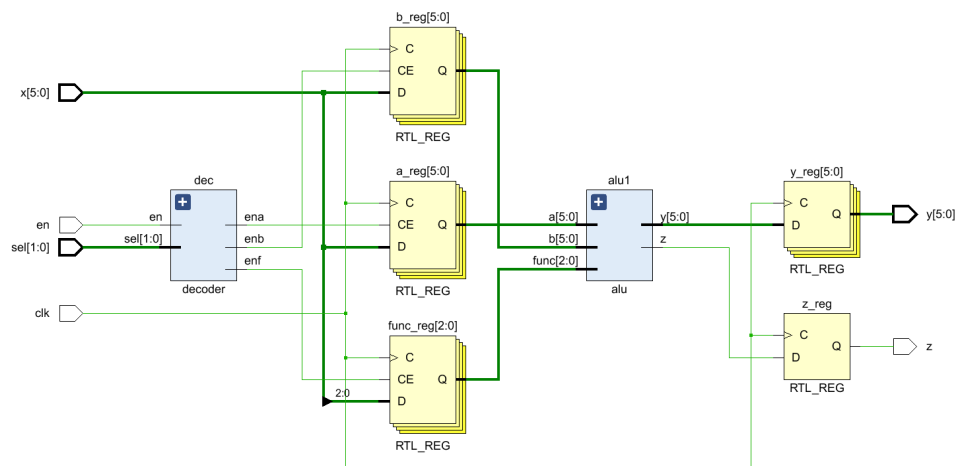 b_reg[5:0]
C
CE
Q
D
RTL_REG
x[5:0]
dec
en
ena
sel[1:0]
enb
enf
decoder
en
sel[1:0]
clk
a_reg[5:0]
C
CE
Q
D
RTL_REG
func_reg[2:0]
C
CE
Q
2:0
D
RTL_REG
alu1
a[5:0]
y[5:0]
b[5:0]
z
func[2:0]
alu
y_reg[5:0]
C
Q
D
RTL_REG
y[5:0]
z_reg
C
Q
D
RTL_REG
z